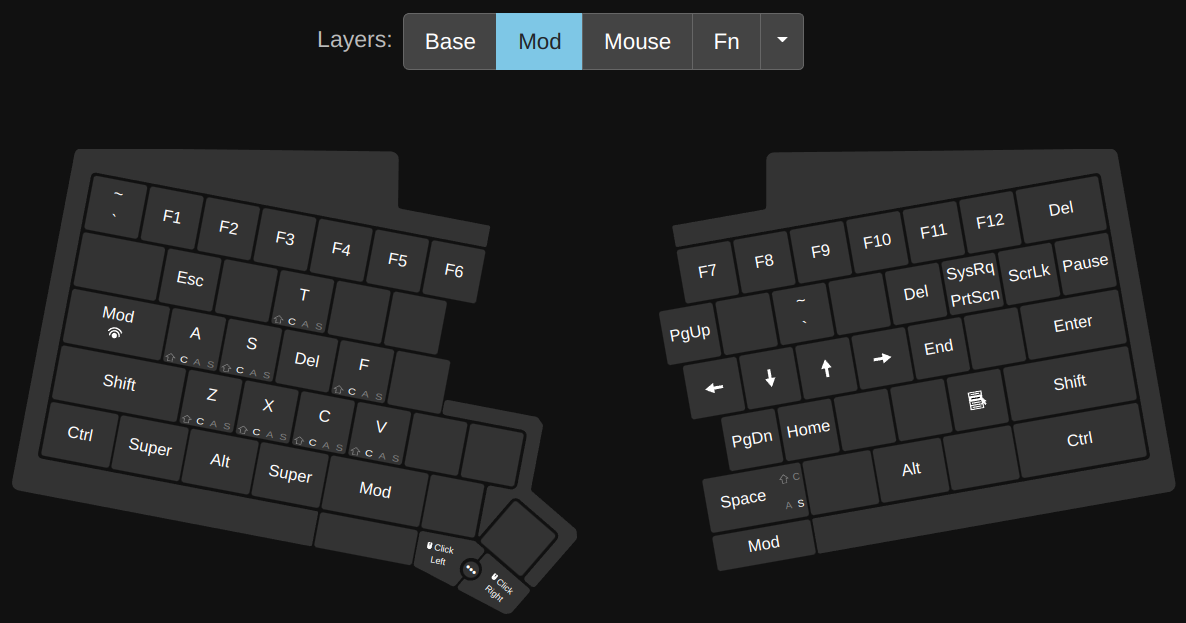 Layers: Base Mod Mouse Fn
~
`
F1 F2 F3 F4 F5 F6
Esc T
⇧ C A S
Mod A S Del F
⇧ C A S ⇧ C A S ⇧ C A S
Shift Z X C V
⇧ C A S ⇧ C A S ⇧ C A S ⇧ C A S
Ctrl Super Alt Super Mod
Click
Left
Click
Right
F7 F8 F9 F10 F11 F12 Del
PgUp
~
`
Del
SysRq
PrtScn
ScrLk Pause
← ↓ ↑ → End Enter
PgDn Home Shift
Space
⇧ C
A S
Alt Ctrl
Mod